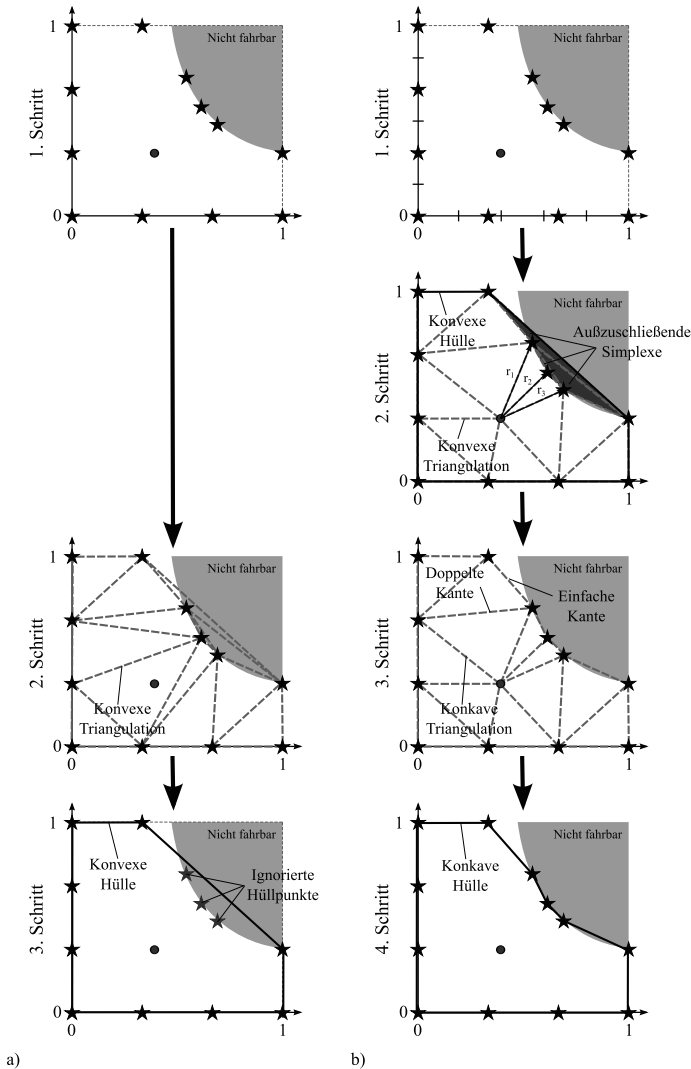 1
Nicht fahrbar
1. Schritt
0
0
1
1
Nicht fahrbar
1. Schritt
0
0
1
1
Nicht fahrbar
Konvexe
Hülle
Außzuschließende
Simplexe
r1
r2
r3
2. Schritt
Konvexe
Triangulation
0
0
1
1
Nicht fahrbar
2. Schritt
Konvexe
Triangulation
0
0
1
1
Nicht fahrbar
Doppelte
Kante
Einfache
Kante
3. Schritt
Konkave
Triangulation
0
0
1
1
Nicht fahrbar
Konvexe
Hülle
Ignorierte
Hüllpunkte
3. Schritt
0
0
1
1
Nicht fahrbar
Konkave
Hülle
4. Schritt
0
0
1
a)
b)